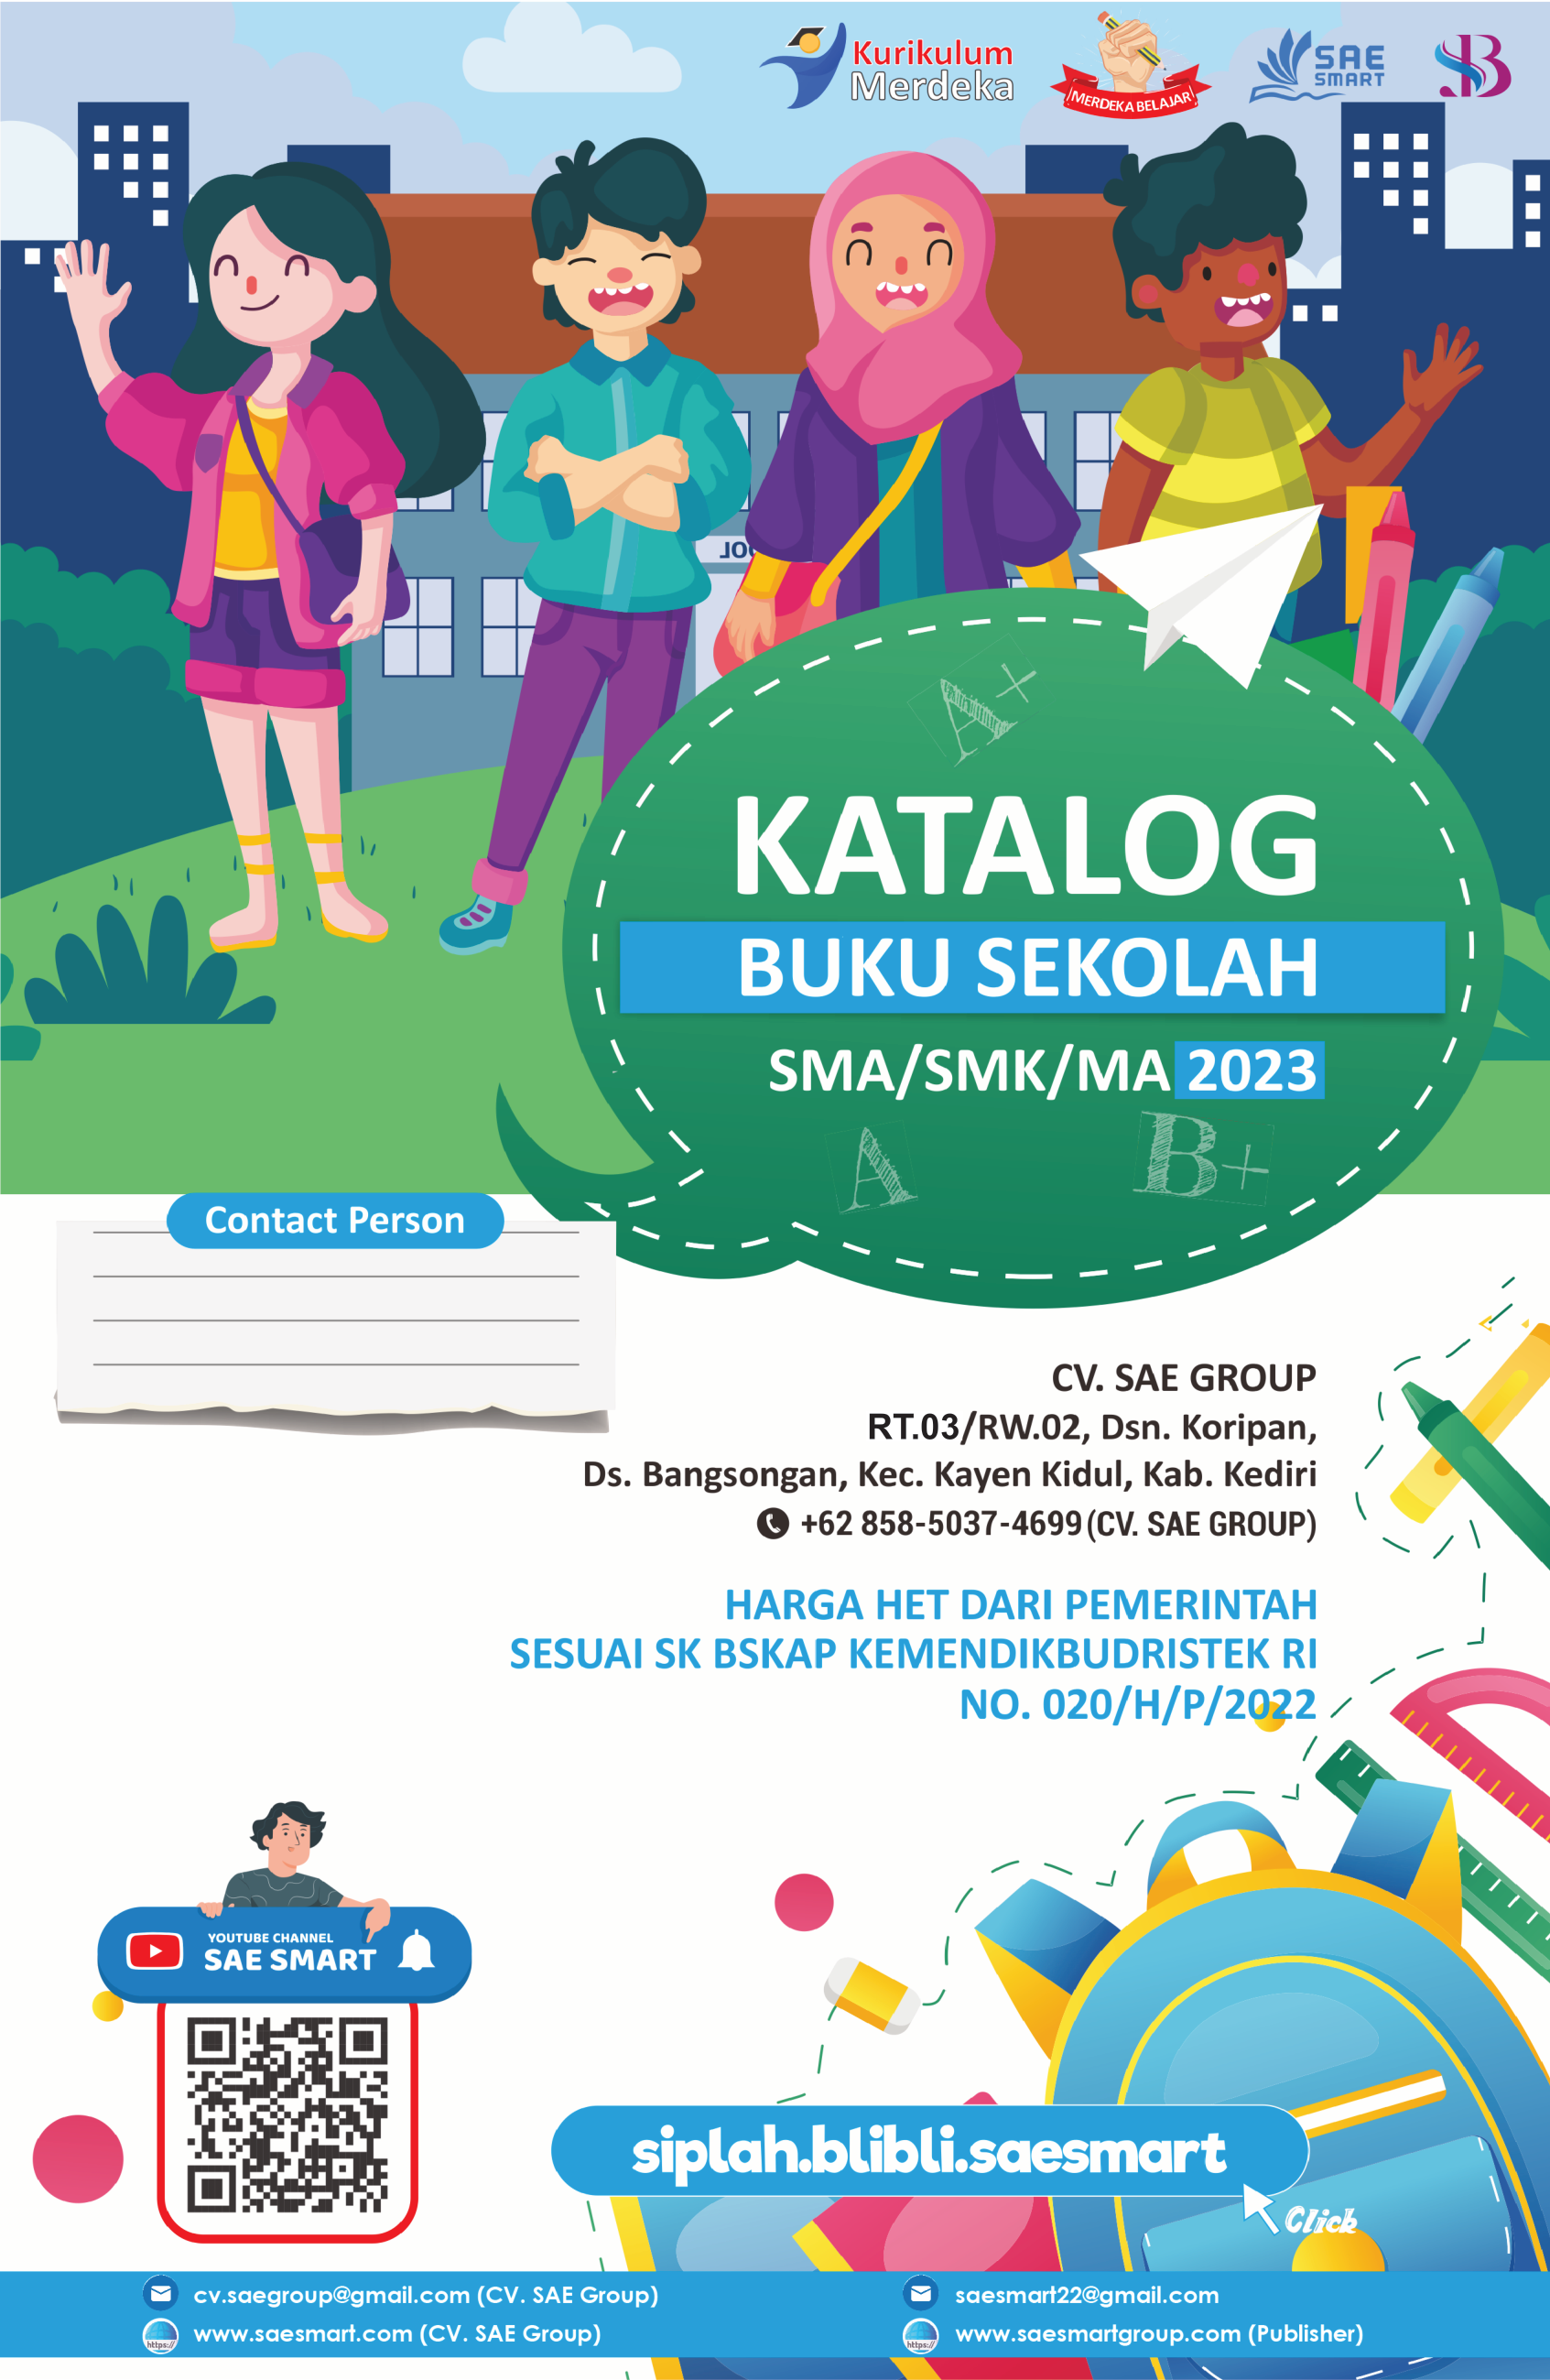 Kurikulum
Merdeka
MERDEKA BELAJAR
SAE
SMART
SB
JOO
A+
KATALOG
BUKU SEKOLAH
SMA/SMK/MA 2023
A
B+
Contact Person
CV. SAE GROUP
RT.03/RW.02, Dsn. Koripan,
Ds. Bangsongan, Kec. Kayen Kidul, Kab. Kediri
+62 858-5037-4699 (CV. SAE GROUP)
HARGA HET DARI PEMERINTAH
SESUAI SK BSKAP KEMENDIKBUDRISTEK RI
NO. 020/H/P/2022
YOUTUBE CHANNEL
SAE SMART
siplah.blibli.saesmart
Click
cv.saegroup@gmail.com (CV. SAE Group)
https://
www.saesmart.com (CV. SAE Group)
saesmart22@gmail.com
https://
www.saesmartgroup.com (Publisher)